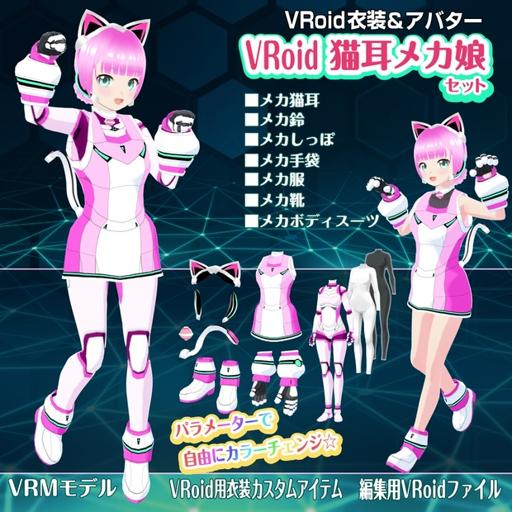 VRoid衣装&アバター
VRoid 猫耳メカ娘
セット
■メカ猫耳
■メカ鈴
■メカしっぽ
■メカ手袋
■メカ服
■メカ靴
■メカボディスーツ
パラメーターで
自由にカラーチェンジ☆
VRMモデル VRoid用衣装カスタムアイテム 編集用VRoidファイル